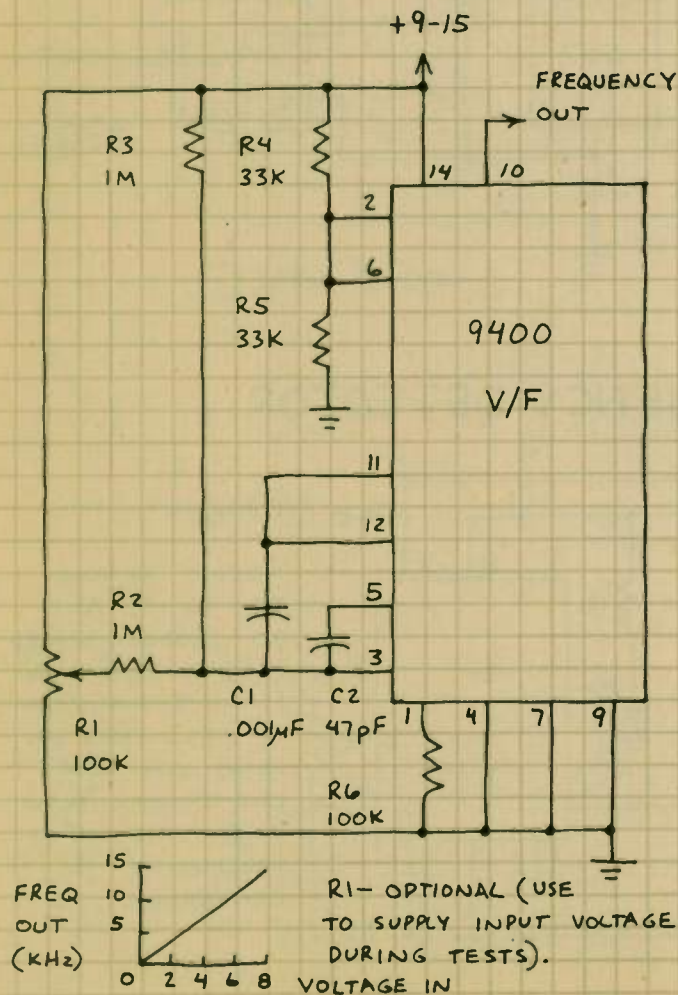 +9-15
FREQUENCY
OUT
R3
1M
R4
33K
14
10
2
6
R5
33K
9400
V/F
11
12
5
3
R2
1M
C1
.001µF
C2
47pF
R1
100K
1
4
7
9
R6
100K
15
10
5
0
FREQ
OUT
(KHz)
2 4 6 8
VOLTAGE IN
R1- OPTIONAL (USE
TO SUPPLY INPUT VOLTAGE
DURING TESTS).